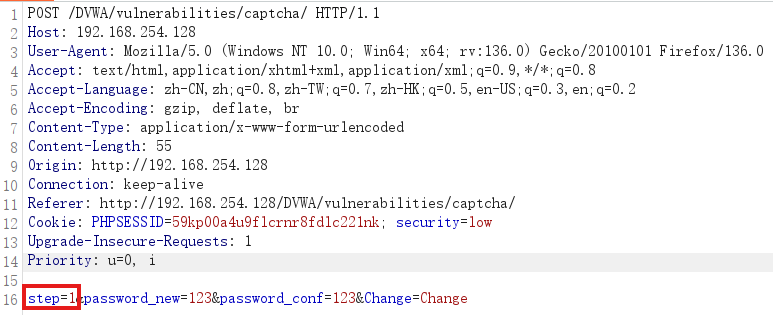 1 POST /DVWA/vulnerabilities/captcha/ HTTP/1.1
2 Host: 192.168.254.128
3 User-Agent: Mozilla/5.0 (Windows NT 10.0; Win64; x64; rv:136.0) Gecko/20100101 Firefox/136.0
4 Accept: text/html,application/xhtml+xml,application/xml;q=0.9,*/*;q=0.8
5 Accept-Language: zh-CN,zh;q=0.8,zh-TW;q=0.7,zh-HK;q=0.5,en-US;q=0.3,en;q=0.2
6 Accept-Encoding: gzip, deflate, br
7 Content-Type: application/x-www-form-urlencoded
8 Content-Length: 55
9 Origin: http://192.168.254.128
10 Connection: keep-alive
11 Referer: http://192.168.254.128/DVWA/vulnerabilities/captcha/
12 Cookie: PHPSESSID=59kp00a4u9f1crnr8fd1c221nk; security=low
13 Upgrade-Insecure-Requests: 1
14 Priority: u=0, i
15
16 step=1&password_new=123&password_conf=123&Change=Change